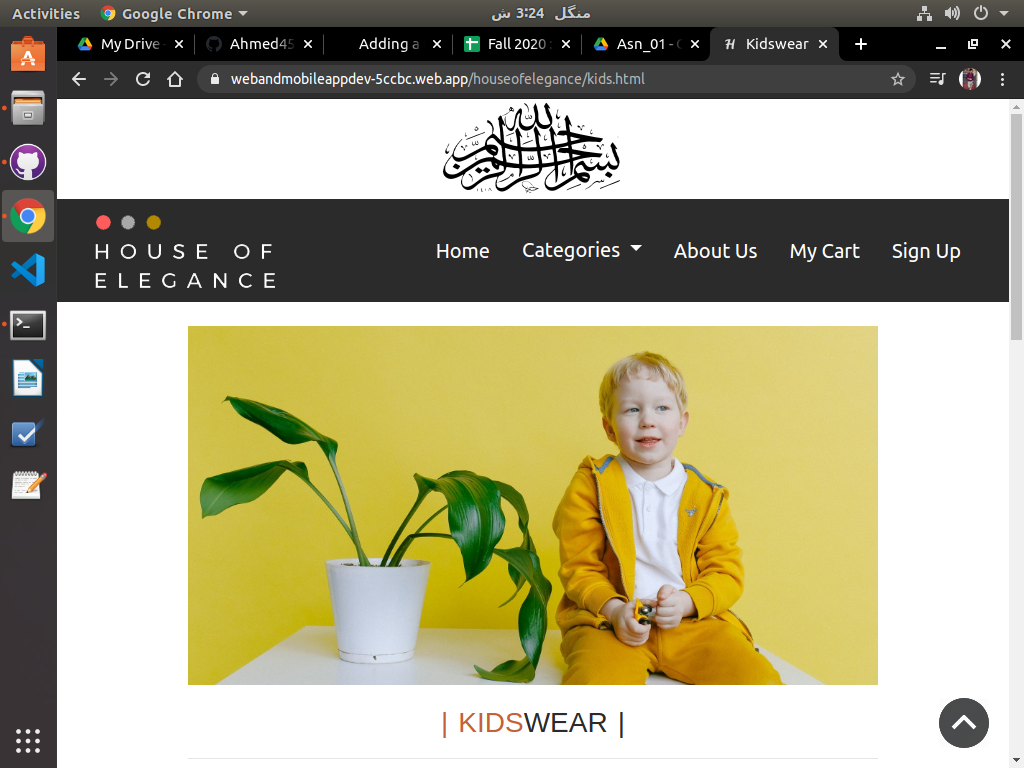 Activities Google Chrome منگل 3:24 ش
My Drive Ahmed45 Adding a Fall 2020 Asn_01 - Kidswear
webandmobileappdev-5ccbc.web.app/houseofelegance/kids.html
بسم الله الرحمن الرحيم
HOUSE OF
ELEGANCE
Home Categories About Us My Cart Sign Up
| KIDSWEAR |